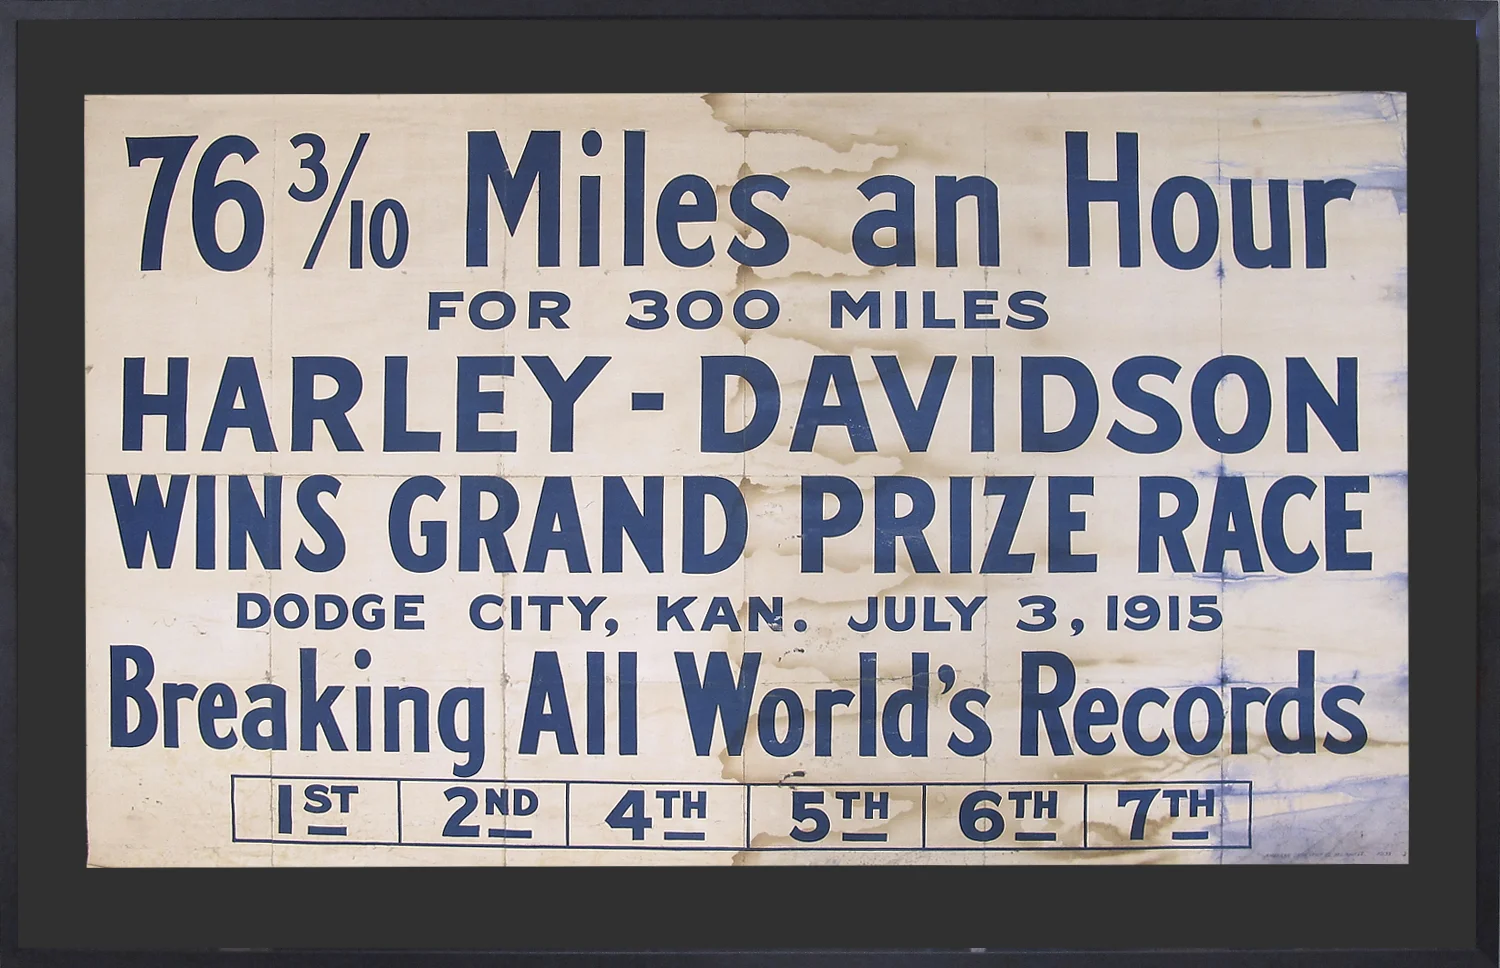 76 3/10 Miles an Hour
FOR 300 MILES
HARLEY-DAVIDSON
WINS GRAND PRIZE RACE
DODGE CITY, KAN. JULY 3, 1915
Breaking All World's Records
1ST 2ND 4TH 5TH 6TH 7TH